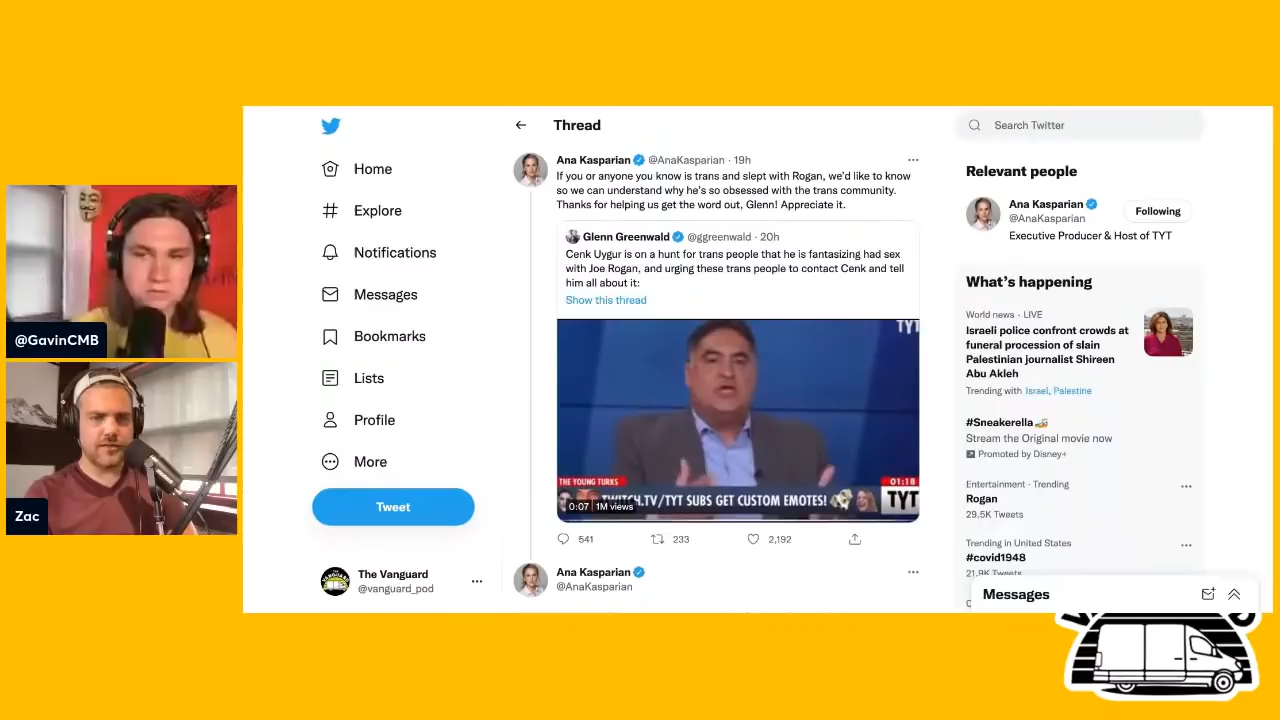 @GavinCMB
Zac
Home
Explore
Notifications
Messages
Bookmarks
Lists
Profile
More
Tweet
The Vanguard
@vanguard_pod
Thread
Ana Kasparian @AnaKasparian · 19h
If you or anyone you know is trans and slept with Rogan, we'd like to know
so we can understand why he's so obsessed with the trans community.
Thanks for helping us get the word out, Glenn! Appreciate it.
Glenn Greenwald @ggreenwald · 20h
Cenk Uygur is on a hunt for trans people that he is fantasizing had sex
with Joe Rogan, and urging these trans people to contact Cenk and tell
him all about it:
Show this thread
TYT
THE YOUNG TURKS
01:18
TWITCH.TV/TYT SUBS GET CUSTOM EMOTES!
TYT
0:07 1M views
541 233 2,192
Ana Kasparian
@AnaKasparian
Search Twitter
Relevant people
Ana Kasparian
@AnaKasparian
Following
Executive Producer & Host of TYT
What's happening
World news · LIVE
Israeli police confront crowds at
funeral procession of slain
Palestinian journalist Shireen
Abu Akleh
Trending with Israel, Palestine
#Sneakerella
Stream the Original movie now
Promoted by Disney+
Entertainment · Trending
Rogan
29.5K Tweets
Trending in United States
#covid1948
21.9K Tweets
Messages